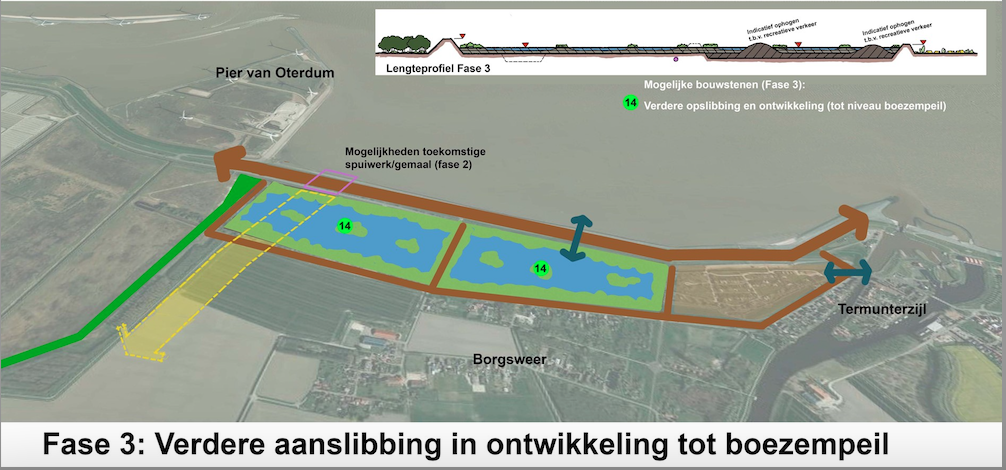 Indicatief ophogen
t.b.v. recreatieve verkeer
Indicatief ophogen
t.b.v. recreatieve verkeer
Lengteprofiel Fase 3
Pier van Oterdum
Mogelijke bouwstenen (Fase 3):
14 Verdere opslibbing en ontwikkeling (tot niveau boezempeil)
Mogelijkheden toekomstige
spuiwerk/gemaal (fase 2)
14
14
Termunterzijl
Borgsweer
Fase 3: Verdere aanslibbing in ontwikkeling tot boezempeil